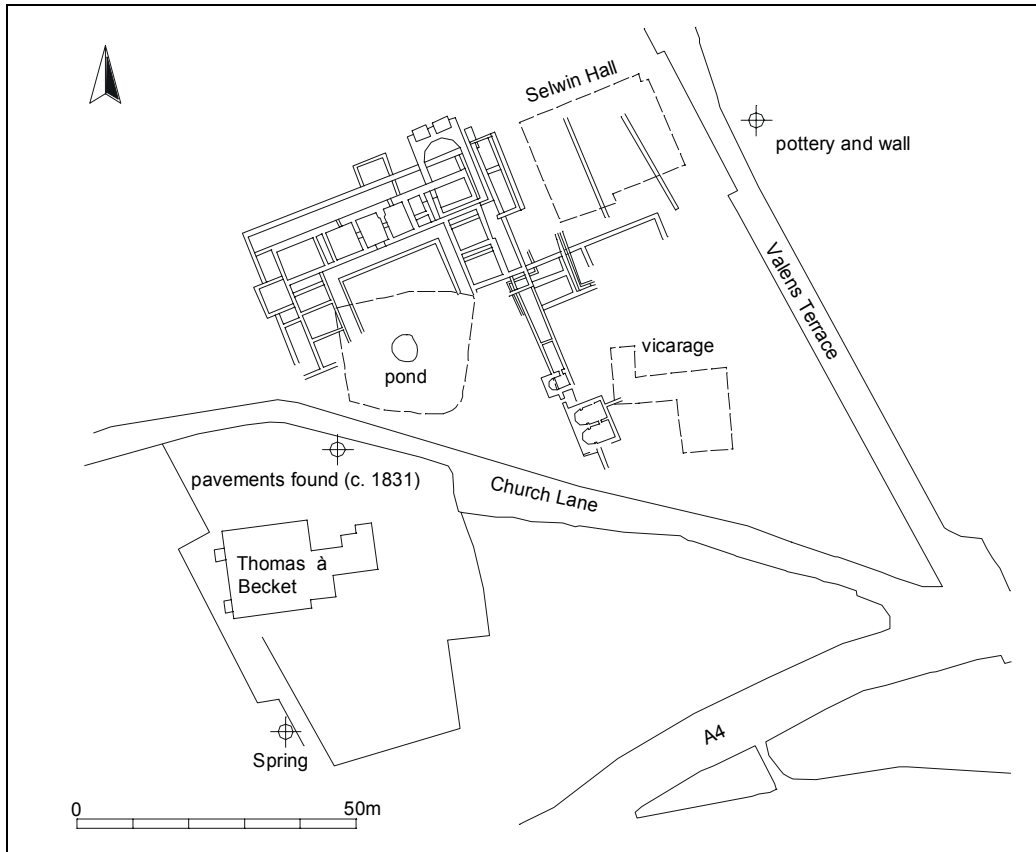 Selwin Hall
pottery and wall
Valens Terrace
vicarage
pond
pavements found (c. 1831)
Church Lane
Thomas à
Becket
A4
Spring
0 50m